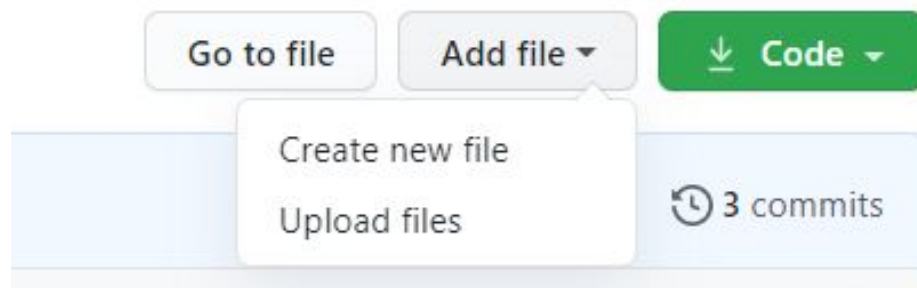 Go to file
Add file
Code
Create new file
Upload files
3 commits